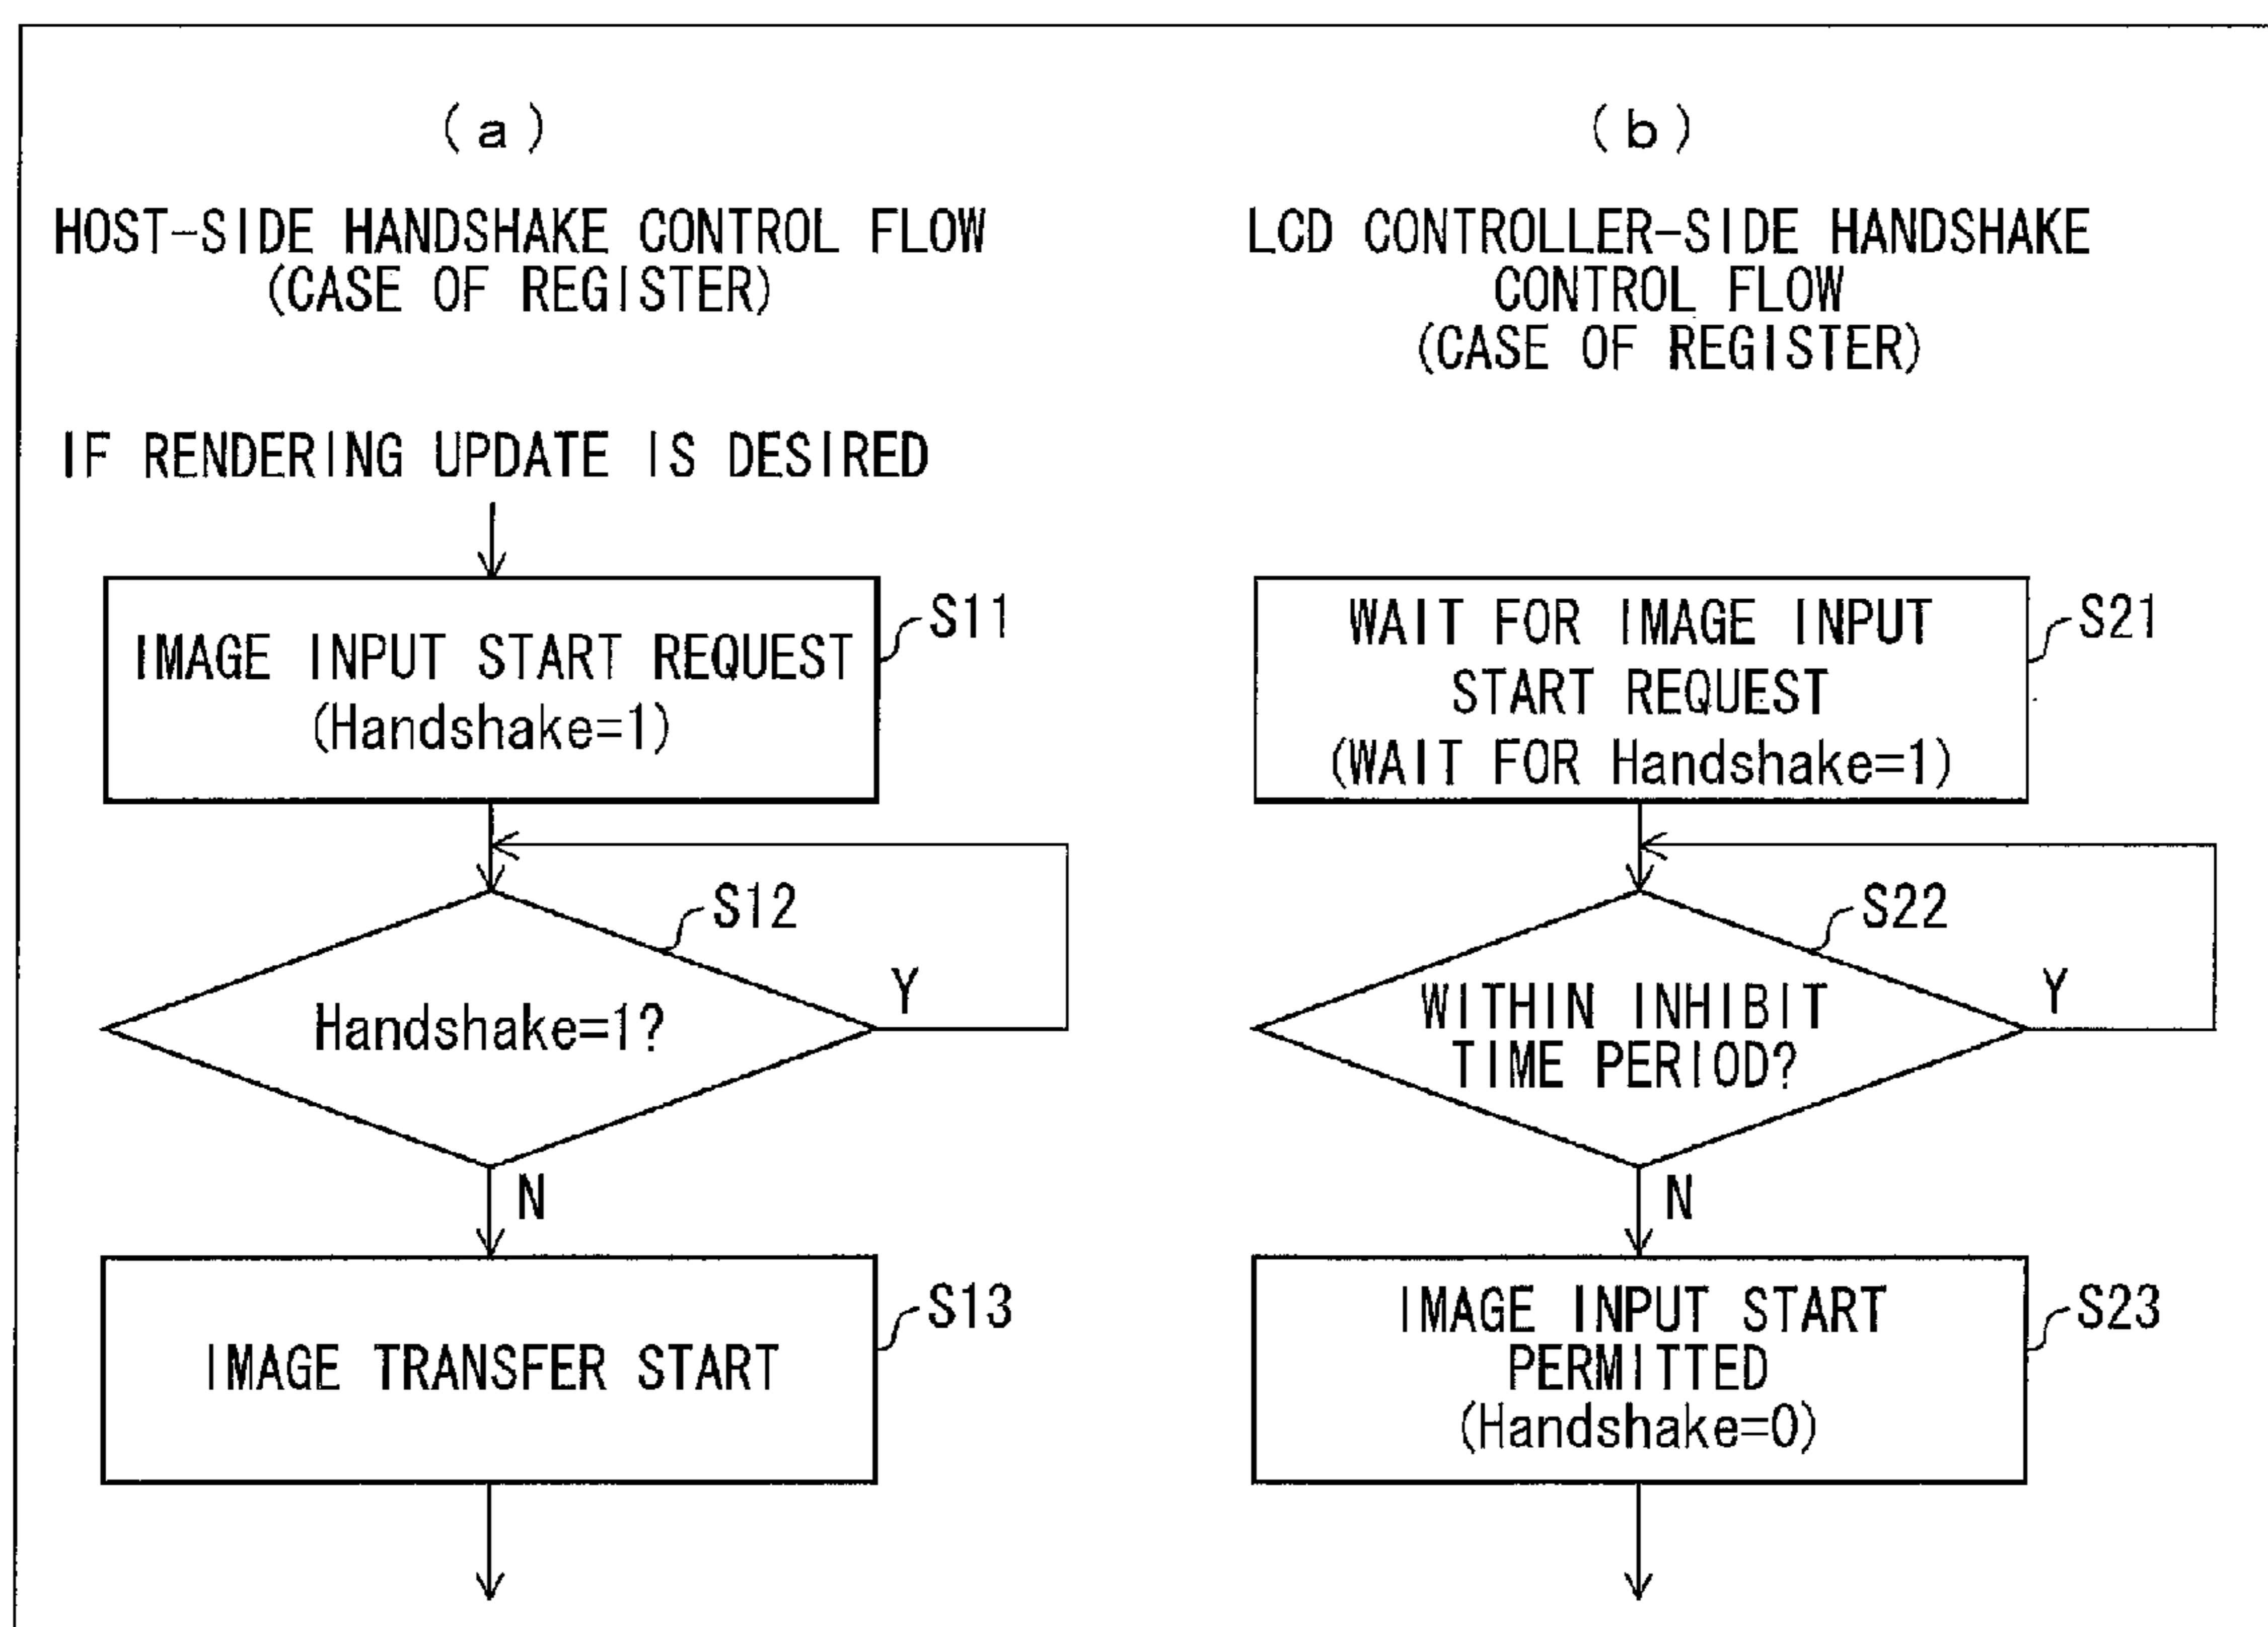 (a)
HOST-SIDE HANDSHAKE CONTROL FLOW
(CASE OF REGISTER)
IF RENDERING UPDATE IS DESIRED
IMAGE INPUT START REQUEST
(Handshake=1)
S11
S12
Handshake=1?
Y
N
IMAGE TRANSFER START
S13
(b)
LCD CONTROLLER-SIDE HANDSHAKE
CONTROL FLOW
(CASE OF REGISTER)
WAIT FOR IMAGE INPUT
START REQUEST
(WAIT FOR Handshake=1)
S21
S22
WITHIN INHIBIT
TIME PERIOD?
Y
N
IMAGE INPUT START
PERMITTED
(Handshake=0)
S23